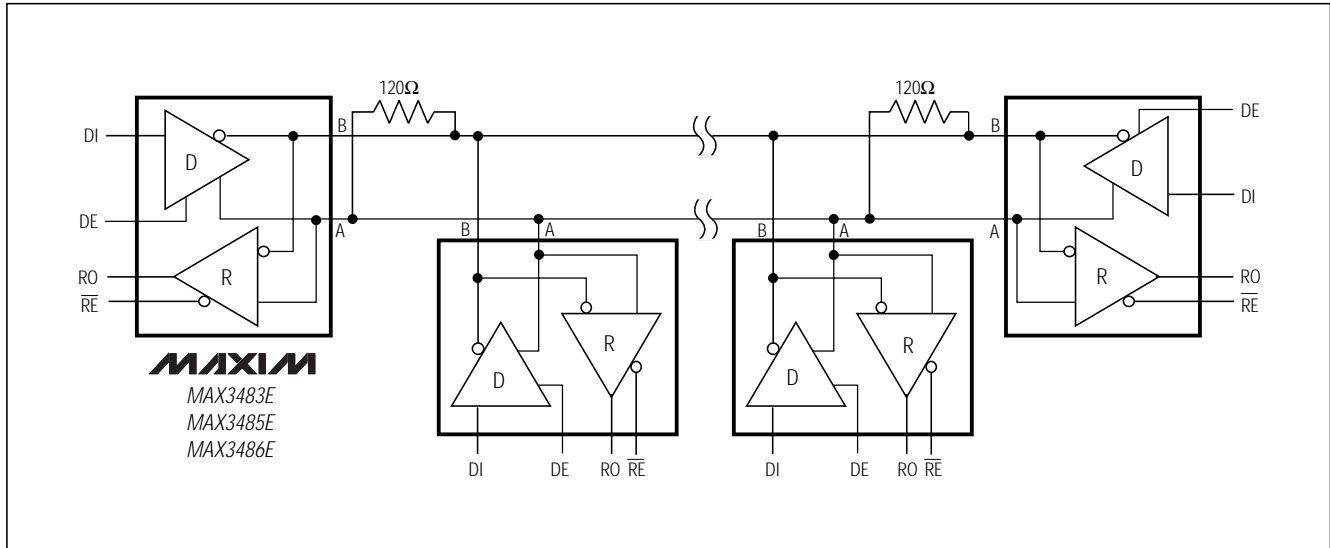 120Ω
120Ω
DI
D
B
DE
A
R
RO
RE
MAXIM
MAX3483E
MAX3485E
MAX3486E
B
A
D
R
DI
DE
RO
RE
B
A
D
R
DI
DE
RO
RE
B
DE
D
DI
A
R
RO
RE